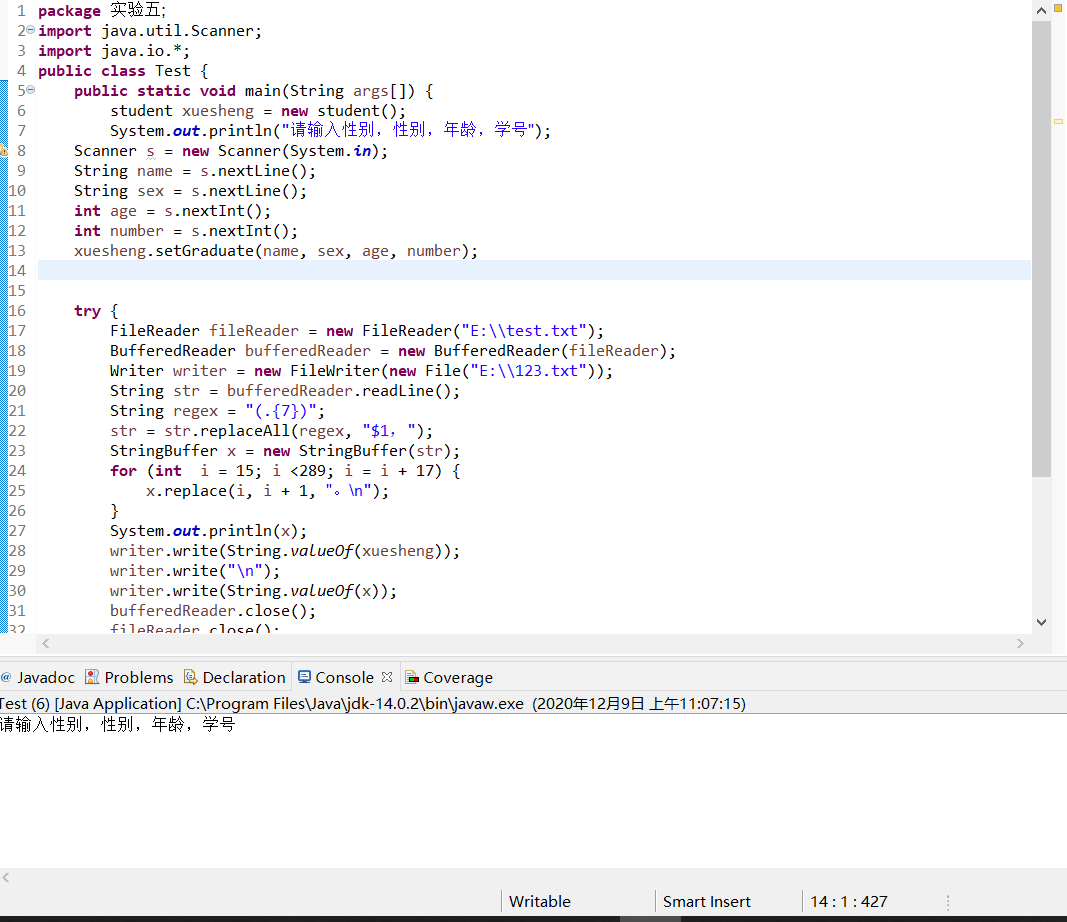 1 package 实验五;
2 import java.util.Scanner;
3 import java.io.*;
4 public class Test {
5 public static void main(String args[]) {
6 student xuesheng = new student();
7 System.out.println("请输入性别，性别，年龄，学号");
8 Scanner s = new Scanner(System.in);
9 String name = s.nextLine();
10 String sex = s.nextLine();
11 int age = s.nextInt();
12 int number = s.nextInt();
13 xuesheng.setGraduate(name, sex, age, number);
14
15
16 try {
17 FileReader fileReader = new FileReader("E:\\test.txt");
18 BufferedReader bufferedReader = new BufferedReader(fileReader);
19 Writer writer = new FileWriter(new File("E:\\123.txt"));
20 String str = bufferedReader.readLine();
21 String regex = "(.{7})";
22 str = str.replaceAll(regex, "$1，");
23 StringBuffer x = new StringBuffer(str);
24 for (int  i = 15; i <289; i = i + 17) {
25 x.replace(i, i + 1, "。\n");
26 }
27 System.out.println(x);
28 writer.write(String.valueOf(xuesheng));
29 writer.write("\n");
30 writer.write(String.valueOf(x));
31 bufferedReader.close();
32 fileReader.close();
@ Javadoc Problems Declaration Console Coverage
Test (6) [Java Application] C:\Program Files\Java\jdk-14.0.2\bin\javaw.exe (2020年12月9日 上午11:07:15)
请输入性别，性别，年龄，学号
Writable Smart Insert 14 : 1 : 427